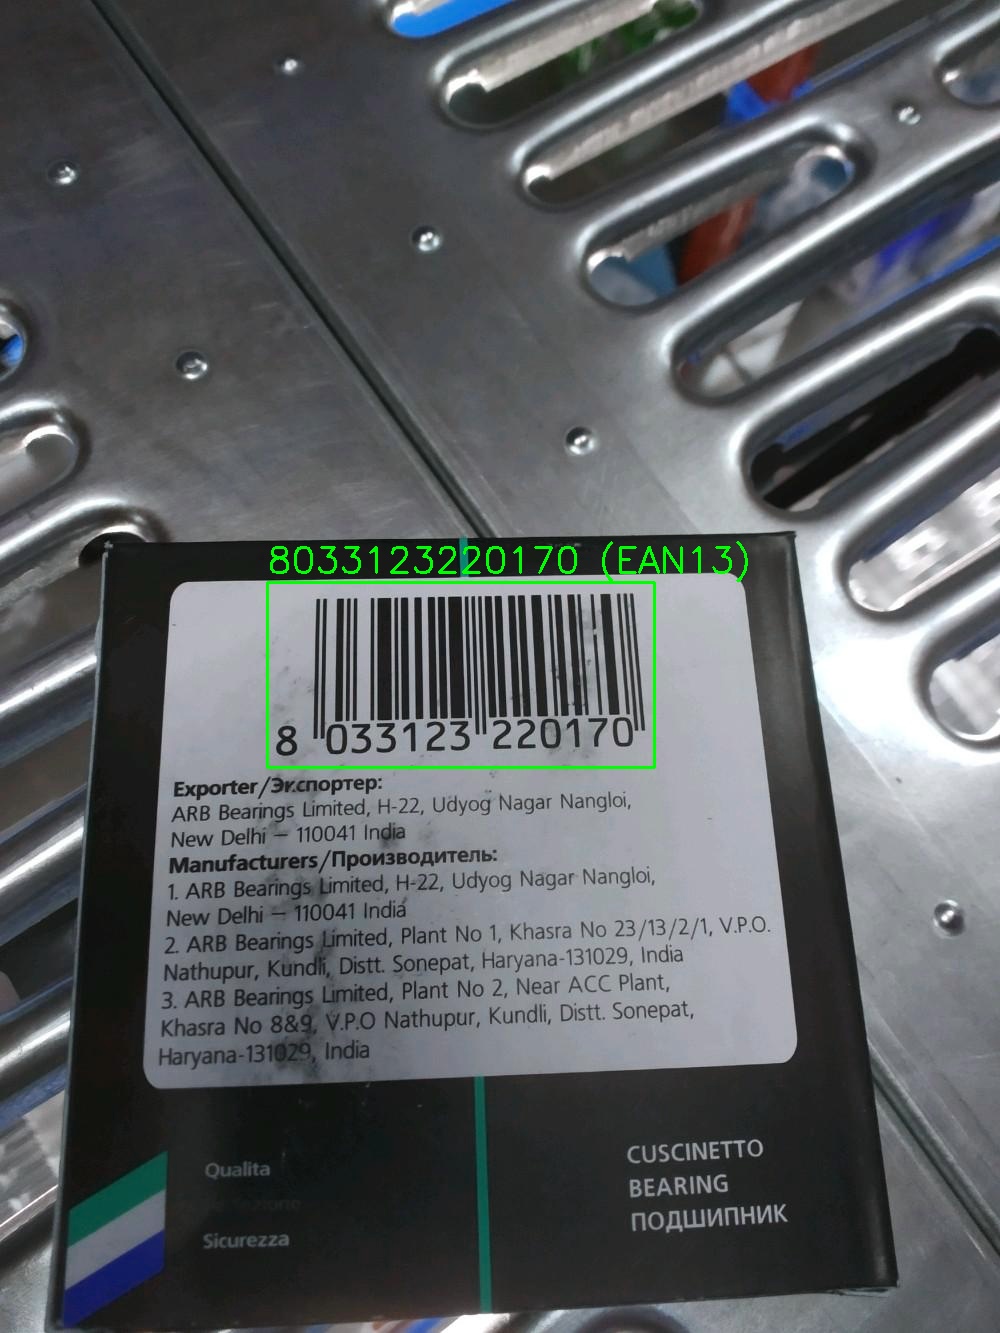 8033123220170 (EAN13)
8 033123 220170
Exporter/Экспортер:
ARB Bearings Limited, H-22, Udyog Nagar Nangloi,
New Delhi – 110041 India
Manufacturers/Производитель:
1. ARB Bearings Limited, H-22, Udyog Nagar Nangloi,
New Delhi – 110041 India
2. ARB Bearings Limited, Plant No 1, Khasra No 23/13/2/1, V.P.O.
Nathupur, Kundli, Distt. Sonepat, Haryana-131029, India
3. ARB Bearings Limited, Plant No 2, Near ACC Plant,
Khasra No 8&9, V.P.O Nathupur, Kundli, Distt. Sonepat,
Haryana-131029, India
Qualita
Sicurezza
CUSCINETTO
BEARING
ПОДШИПНИК